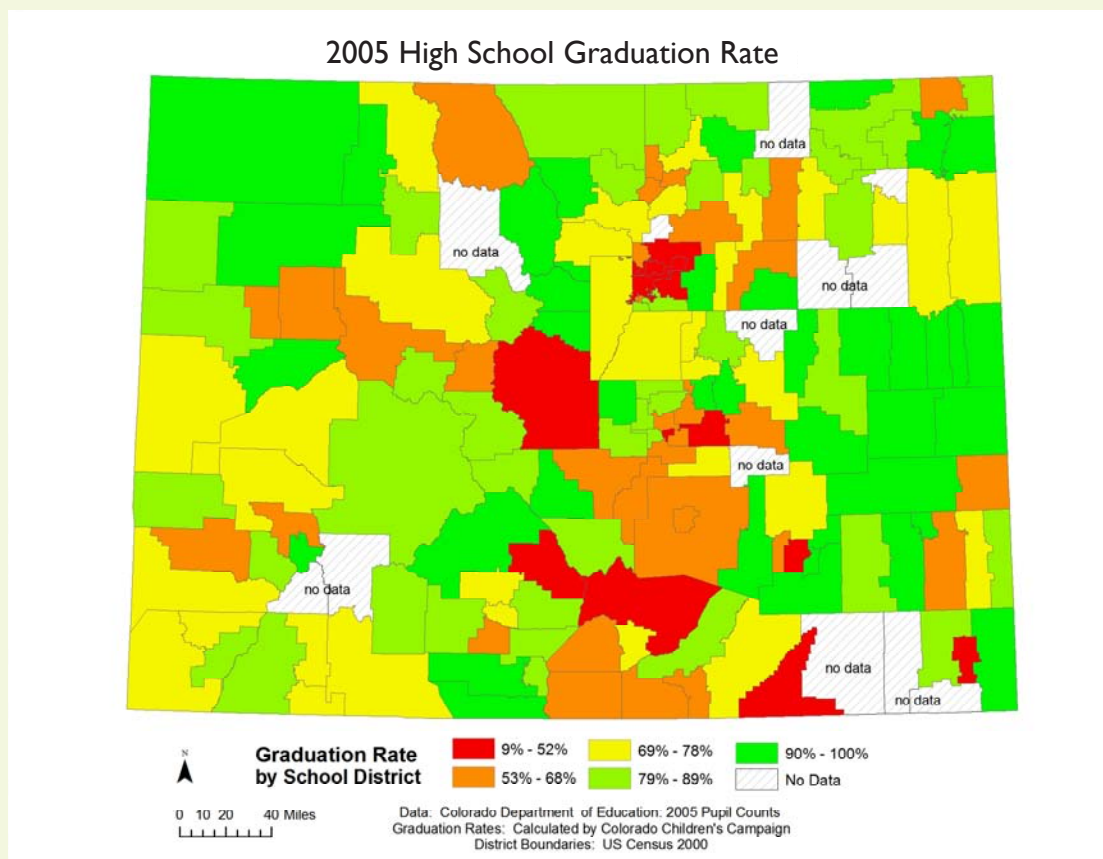 2005 High School Graduation Rate
no data
no data
no data
no data
no data
no data
no data
no data
N
Graduation Rate
by School District
9% - 52%
53% - 68%
69% - 78%
79% - 89%
90% - 100%
No Data
0 10 20 40 Miles
Data: Colorado Department of Education: 2005 Pupil Counts
Graduation Rates: Calculated by Colorado Children's Campaign
District Boundaries: US Census 2000